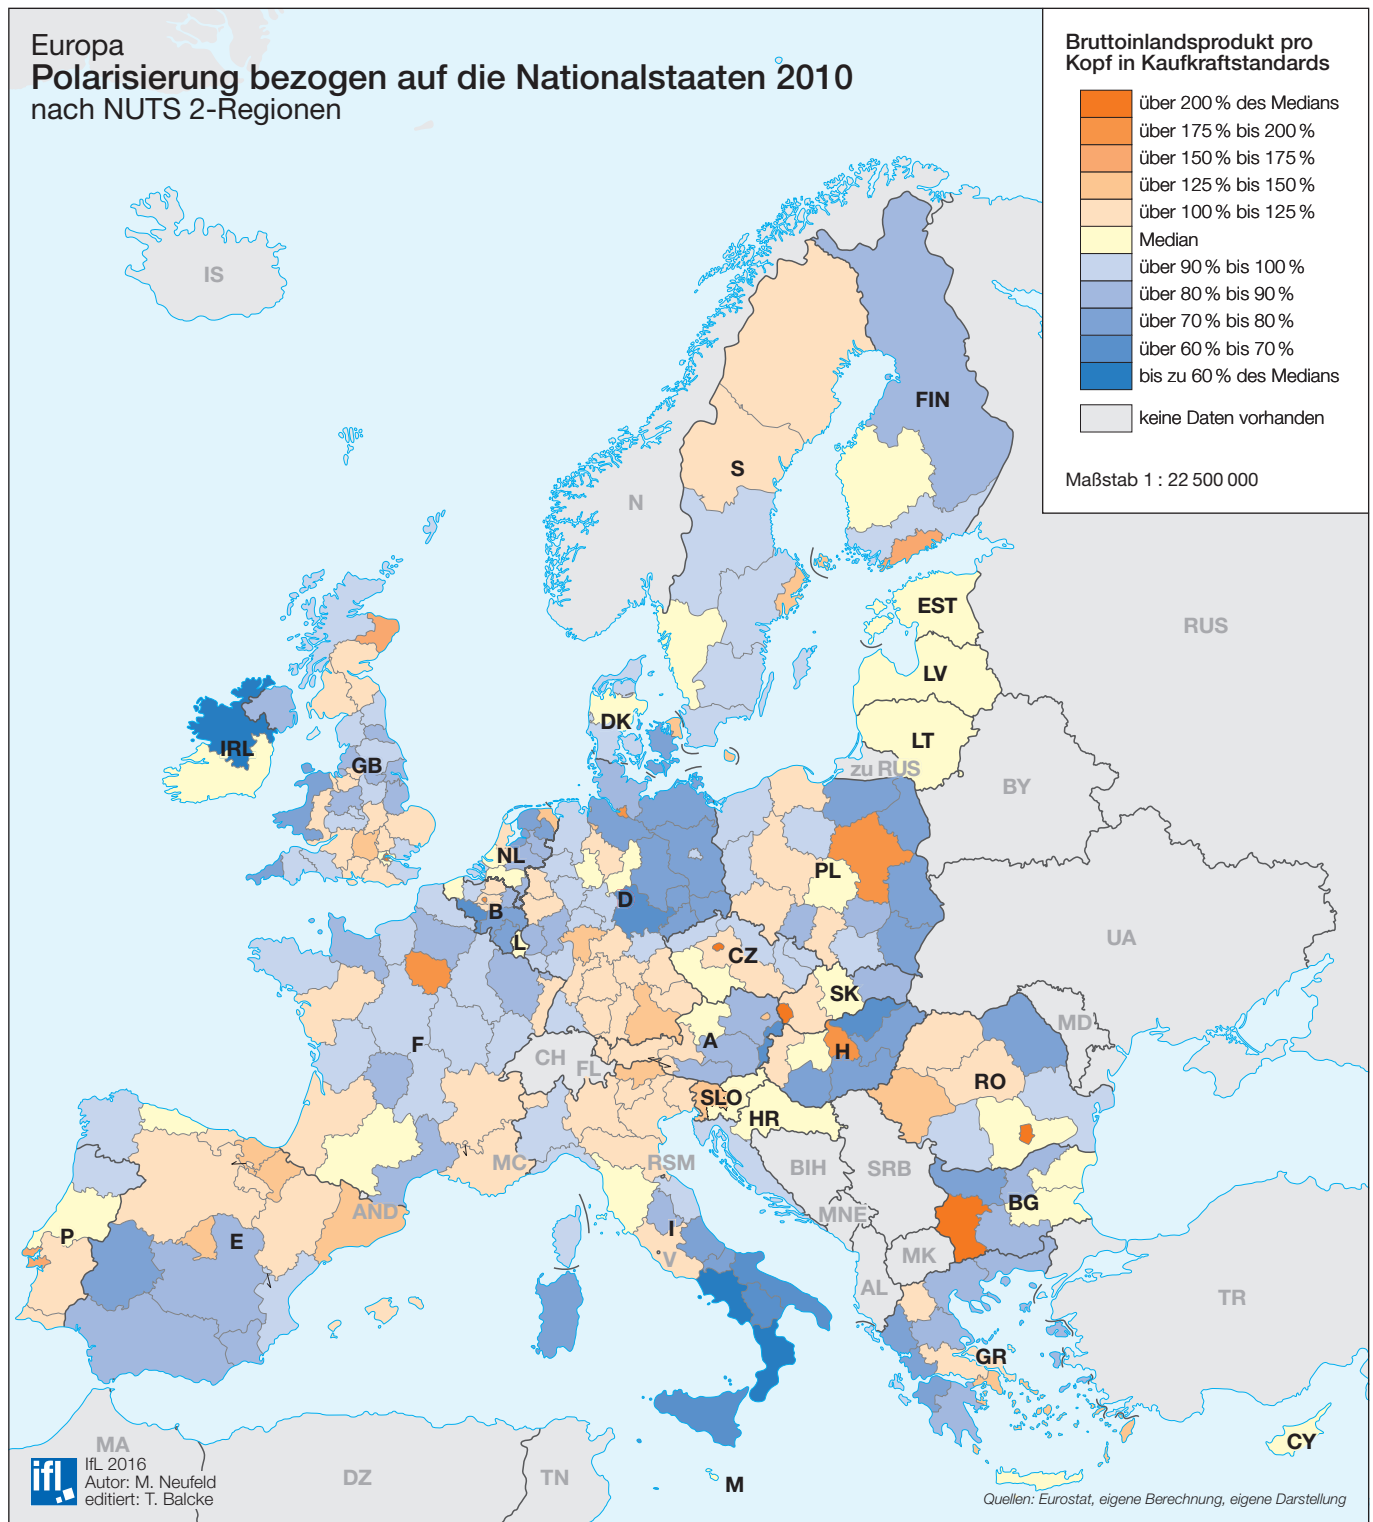 Europa
Polarisierung bezogen auf die Nationalstaaten 2010
nach NUTS 2-Regionen
Bruttoinlandsprodukt pro
Kopf in Kaufkraftstandards
über 200 % des Medians
über 175 % bis 200 %
über 150 % bis 175 %
über 125 % bis 150 %
über 100 % bis 125 %
Median
über 90 % bis 100 %
über 80 % bis 90 %
über 70 % bis 80 %
über 60 % bis 70 %
bis zu 60 % des Medians
keine Daten vorhanden
Maßstab 1 : 22 500 000
IS
FIN
S
N
EST
RUS
LV
DK
LT
IRL
GB
zu RUS
BY
NL
PL
B
D
L
CZ
UA
SK
MD
F
A
H
CH
FL
RO
SLO
HR
MC
RSM
BIH
SRB
AND
BG
P
E
I
MNE
V
MK
AL
TR
GR
CY
MA
DZ
TN
M
ifl
IfL 2016
Autor: M. Neufeld
editiert: T. Balcke
Quellen: Eurostat, eigene Berechnung, eigene Darstellung